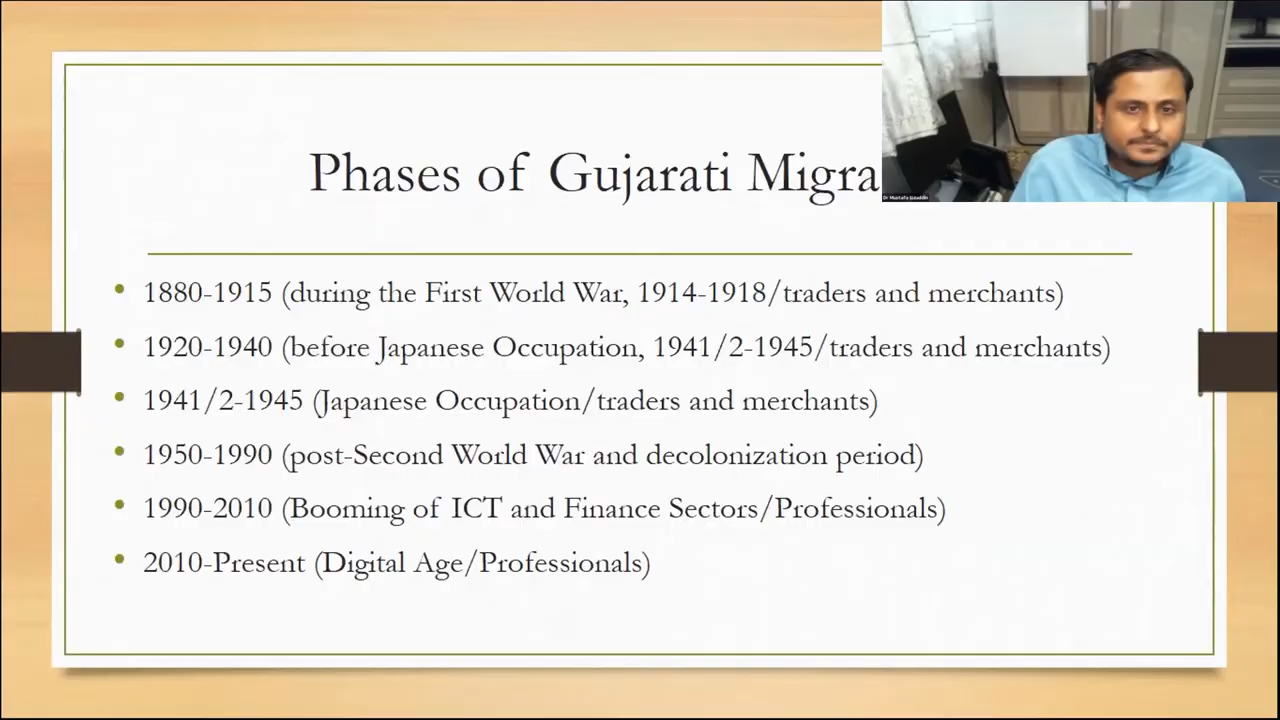 Phases of Gujarati Migra
• 1880-1915 (during the First World War, 1914-1918/traders and merchants)
• 1920-1940 (before Japanese Occupation, 1941/2-1945/traders and merchants)
• 1941/2-1945 (Japanese Occupation/traders and merchants)
• 1950-1990 (post-Second World War and decolonization period)
• 1990-2010 (Booming of ICT and Finance Sectors/Professionals)
• 2010-Present (Digital Age/Professionals)
Dr Mustafa Izzuddin